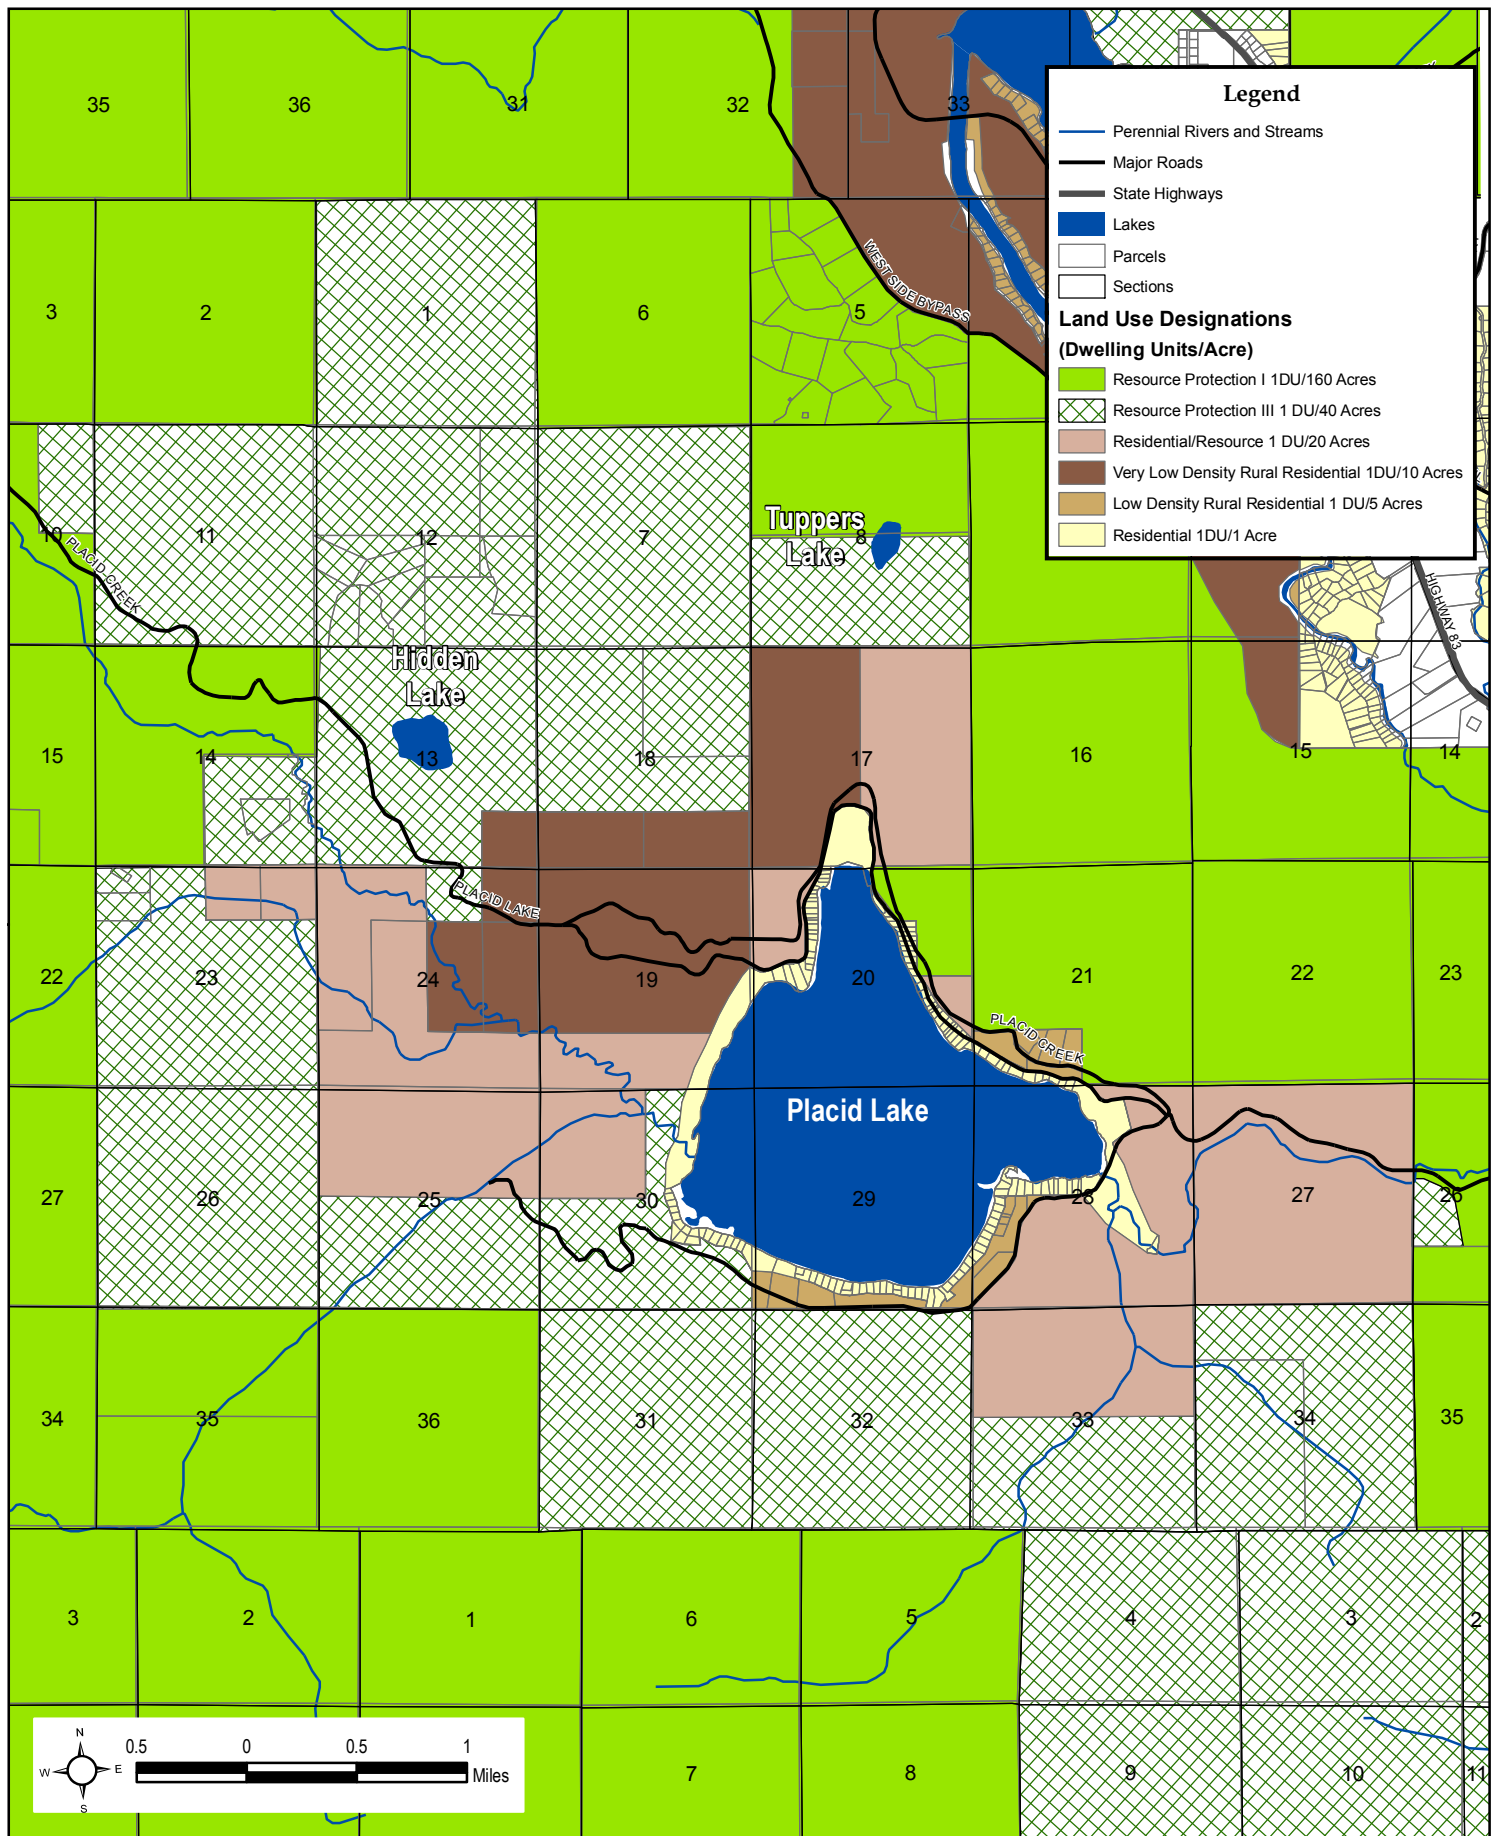 35
36
31
32
33
Legend
Perennial Rivers and Streams
Major Roads
State Highways
Lakes
Parcels
Sections
Land Use Designations
(Dwelling Units/Acre)
Resource Protection I 1DU/160 Acres
Resource Protection III 1 DU/40 Acres
Residential/Resource 1 DU/20 Acres
Very Low Density Rural Residential 1DU/10 Acres
Low Density Rural Residential 1 DU/5 Acres
Residential 1DU/1 Acre
3
2
1
6
5
WEST SIDE BYPASS
10
11
12
7
8
Tuppers
Lake
PLACID CREEK
HIGHWAY 83
Hidden
Lake
15
14
13
18
17
16
15
14
PLACID LAKE
22
23
24
19
20
21
22
23
PLACID CREEK
Placid Lake
27
26
25
30
29
28
27
26
34
35
36
31
32
33
34
35
3
2
1
6
5
4
3
2
7
8
9
10
11
N
W
E
S
0.5
0
0.5
1
Miles